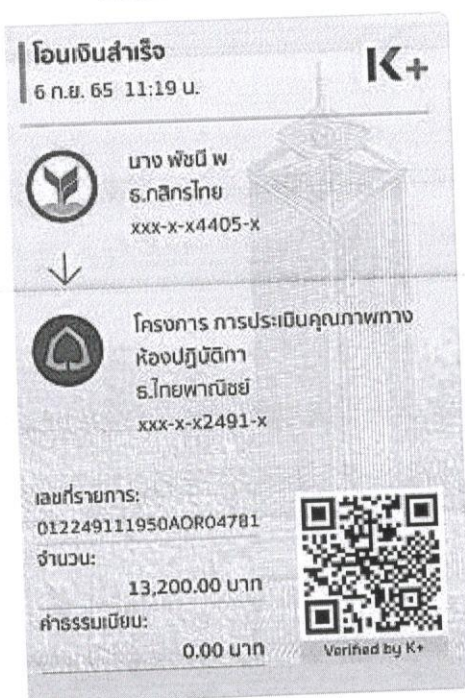 โอนเงินสำเร็จ
6 ก.ย. 65 11:19 น.
K+
นาง พัชนี พ
ธ.กสิกรไทย
xxx-x-x4405-x
โครงการ การประเมินคุณภาพทาง
ห้องปฏิบัติกา
ธ.ไทยพาณิชย์
xxx-x-x2491-x
เลขที่รายการ:
012249111950AOR04781
จำนวน:
13,200.00 บาท
ค่าธรรมเนียม:
0.00 บาท
Verified by K+